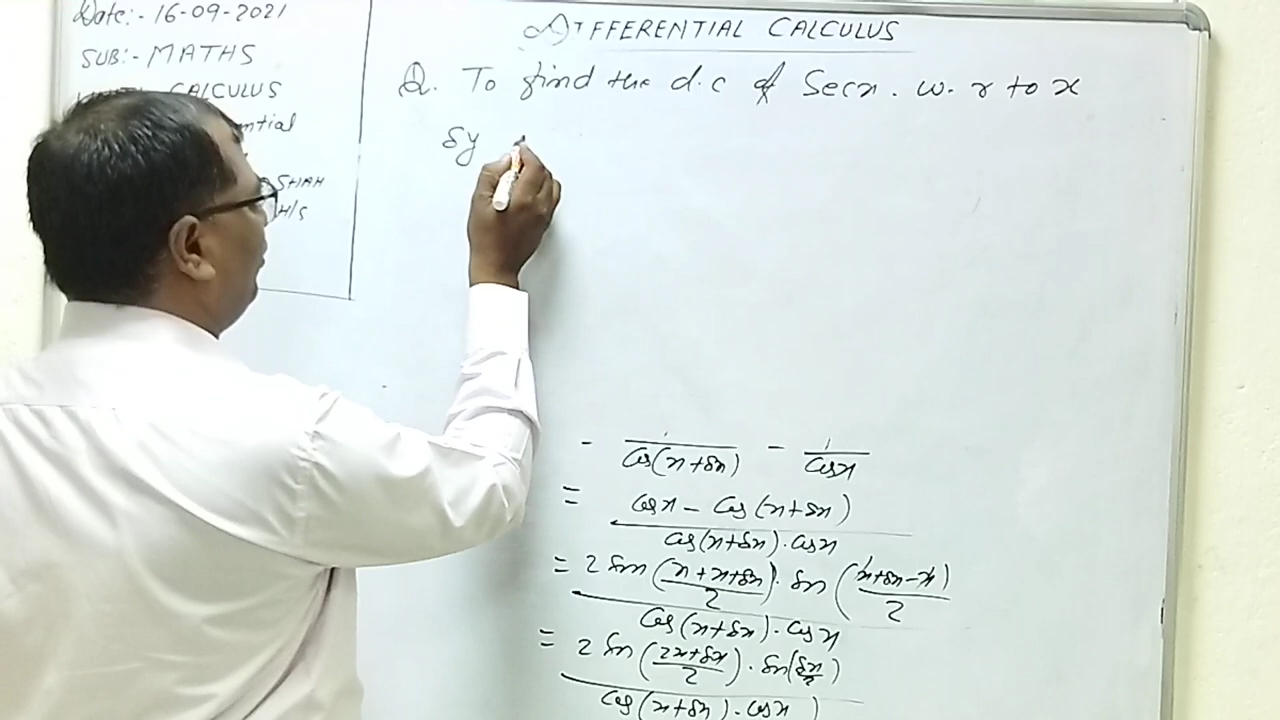 Date:- 16-09-2021
SUB:- MATHS
CALCULUS
SHAH
H/S
DIFFERENTIAL CALCULUS
Q. To find the d.c of Secx. w. r to x
δy
- 1/cos(x+δx) - 1/cosx
= cosx - cos(x+δx)
cos(x+δx).cosx
= 2 sin (x+x+δx/2). sin (x+δx-x/2)
cos(x+δx).cosx
= 2 sin (2x+δx/2). sin(δx/2)
cos(x+δx).cosx